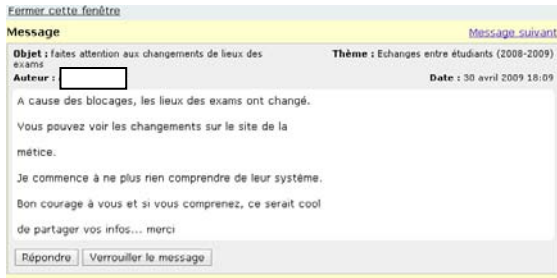 Fermer cette fenêtre
Message Message suivant
Objet : faites attention aux changements de lieux des Thème : Echanges entre étudiants (2008-2009)
exams
Auteur : Date : 30 avril 2009 18:09
A cause des blocages, les lieux des exams ont changé.
Vous pouvez voir les changements sur le site de la
métice.
Je commence à ne plus rien comprendre de leur système.
Bon courage à vous et si vous comprenez, ce serait cool
de partager vos infos... merci
Répondre Verrouiller le message